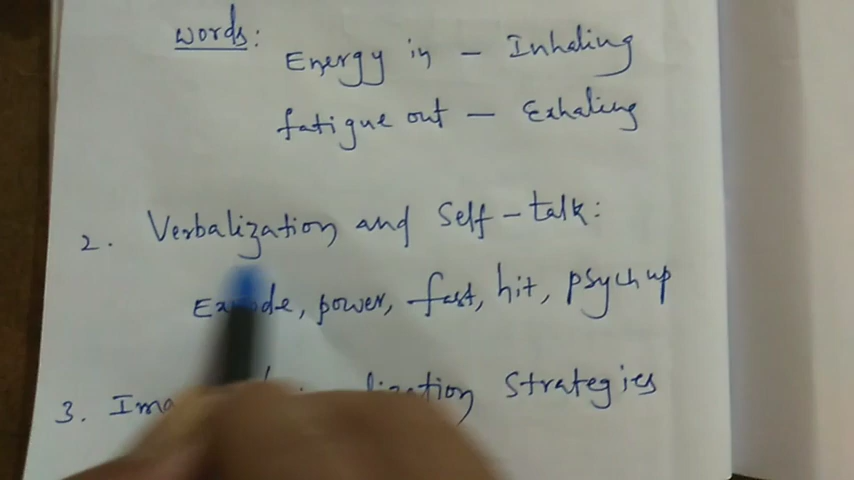 words:
Energy in - Inhaling
fatigue out - Exhaling
2. Verbalization and Self-talk:
power, fast, hit, psych up
3. Strategies